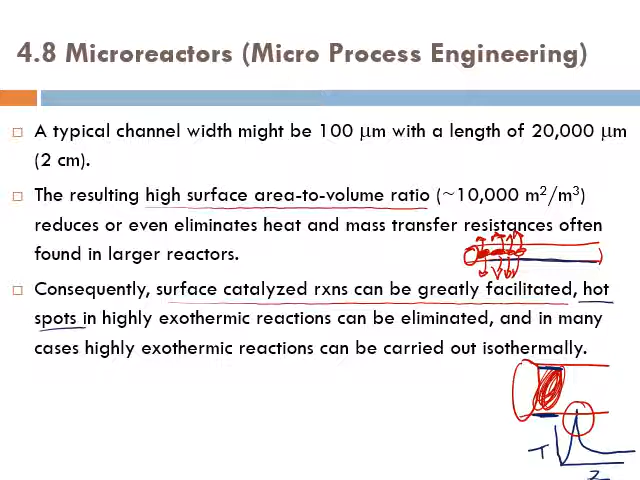 4.8 Microreactors (Micro Process Engineering)
A typical channel width might be 100 μm with a length of 20,000 μm
(2 cm).
The resulting high surface area-to-volume ratio (~10,000 m²/m³)
reduces or even eliminates heat and mass transfer resistances often
found in larger reactors.
Consequently, surface catalyzed rxns can be greatly facilitated, hot
spots in highly exothermic reactions can be eliminated, and in many
cases highly exothermic reactions can be carried out isothermally.
T
z